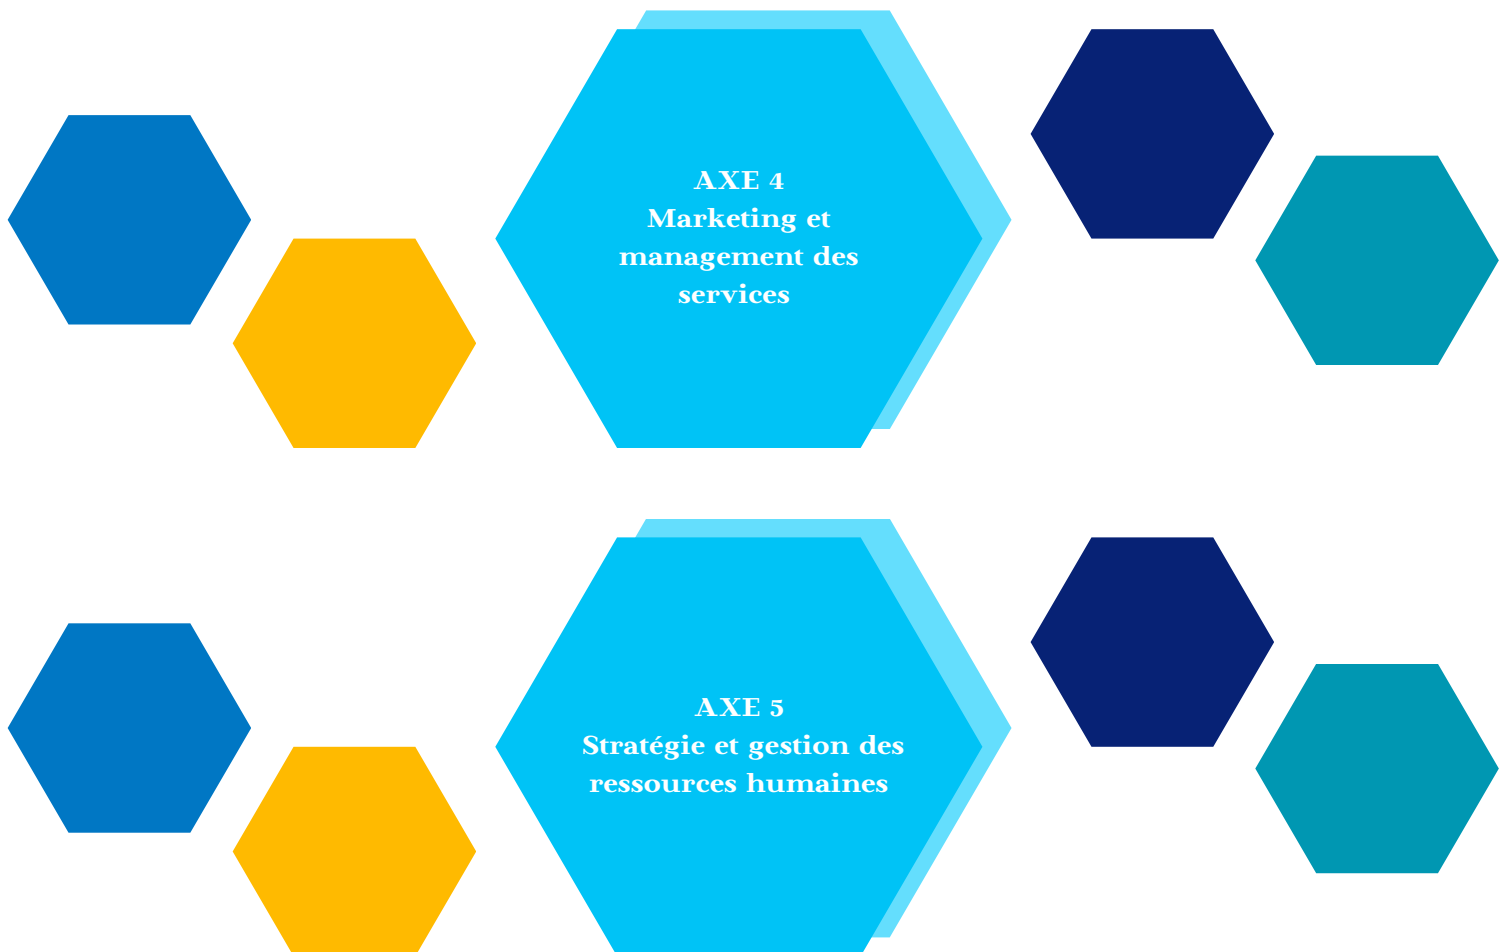 AXE 4
Marketing et
management des
services
AXE 5
Stratégie et gestion des
ressources humaines